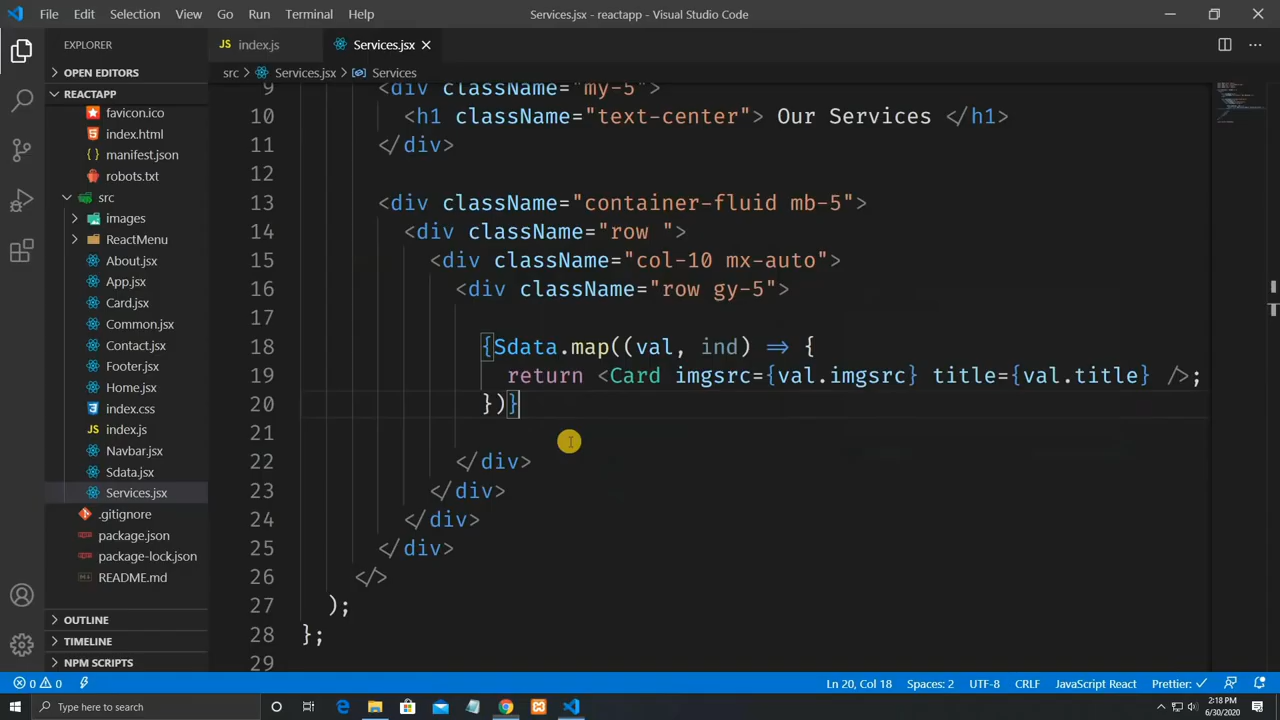 File Edit Selection View Go Run Terminal Help Services.jsx - reactapp - Visual Studio Code
EXPLORER
OPEN EDITORS
REACTAPP
favicon.ico
index.html
manifest.json
robots.txt
src
images
ReactMenu
About.jsx
App.jsx
Card.jsx
Common.jsx
Contact.jsx
Footer.jsx
Home.jsx
index.css
index.js
Navbar.jsx
Sdata.jsx
Services.jsx
.gitignore
package.json
package-lock.json
README.md
OUTLINE
TIMELINE
NPM SCRIPTS
JS index.js Services.jsx
src > Services.jsx > Services
9 <div className="my-5">
10 <h1 className="text-center"> Our Services </h1>
11 </div>
12
13 <div className="container-fluid mb-5">
14 <div className="row ">
15 <div className="col-10 mx-auto">
16 <div className="row gy-5">
17
18 {Sdata.map((val, ind) => {
19 return <Card imgsrc={val.imgsrc} title={val.title} />;
20 })}
21
22 </div>
23 </div>
24 </div>
25 </div>
26 </>
27 );
28 };
29
0 0 Ln 20, Col 18 Spaces: 2 UTF-8 CRLF JavaScript React Prettier: ✓
Type here to search 2:18 PM
6/30/2020